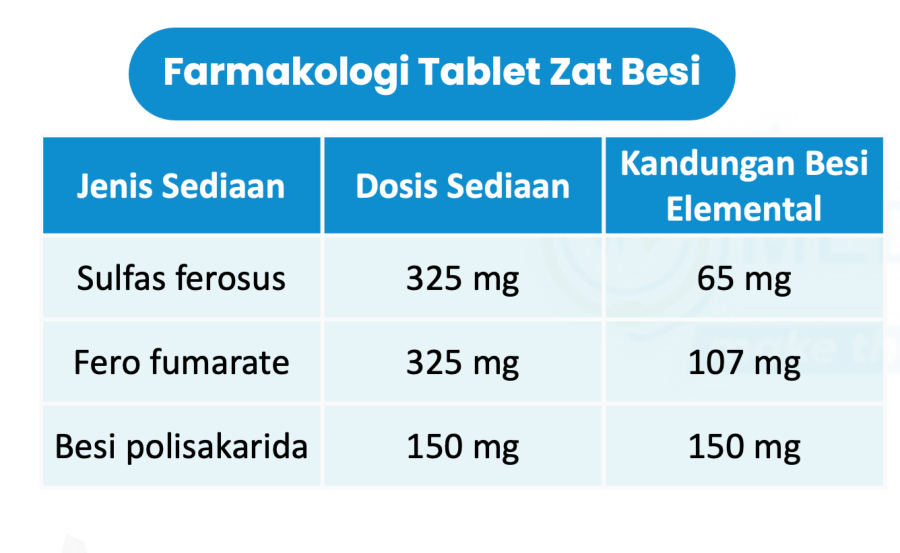 Farmakologi Tablet Zat Besi
Jenis Sediaan
Dosis Sediaan
Kandungan Besi
Elemental
Sulfas ferosus
325 mg
65 mg
Fero fumarate
325 mg
107 mg
Besi polisakarida
150 mg
150 mg